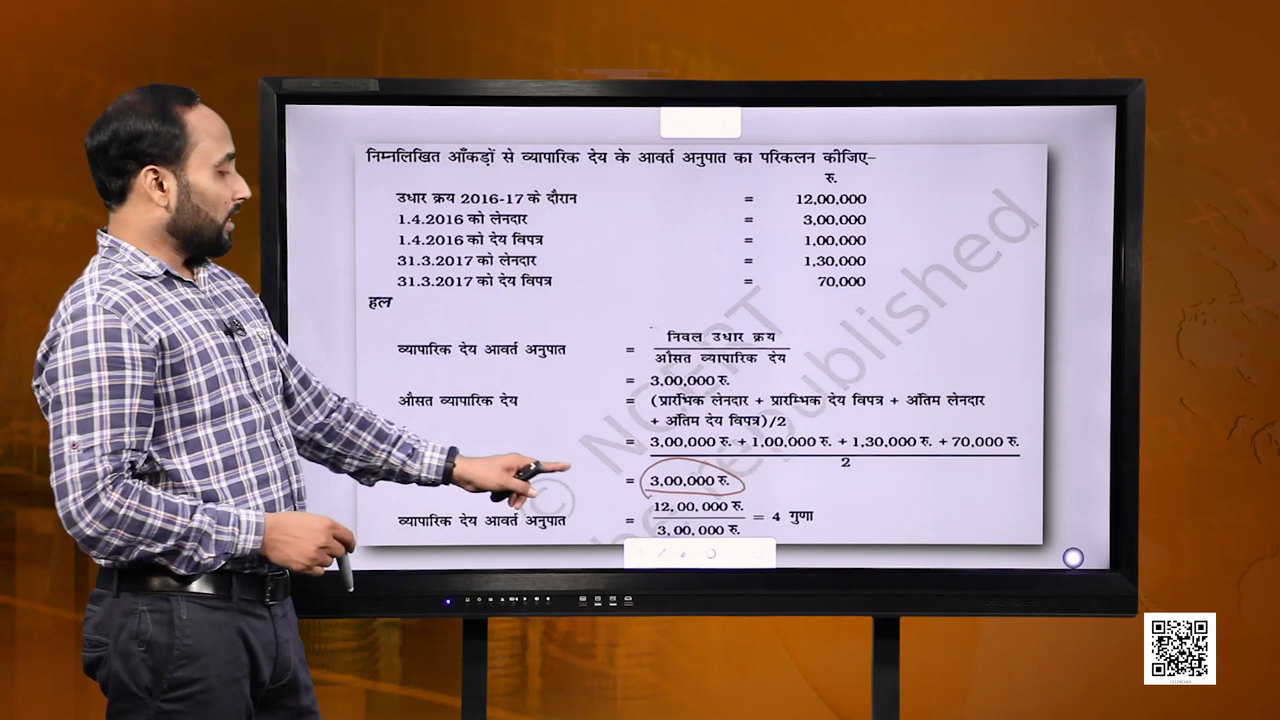 निम्नलिखित आँकड़ों से व्यापारिक देय के आवर्त अनुपात का परिकलन कीजिए–
रु.
उधार क्रय 2016-17 के दौरान = 12,00,000
1.4.2016 को लेनदार = 3,00,000
1.4.2016 को देय विपत्र = 1,00,000
31.3.2017 को लेनदार = 1,30,000
31.3.2017 को देय विपत्र = 70,000
हल
व्यापारिक देय आवर्त अनुपात = निवल उधार क्रय
औसत व्यापारिक देय
= 3,00,000 रु.
औसत व्यापारिक देय = (प्रारंभिक लेनदार + प्रारम्भिक देय विपत्र + अंतिम लेनदार
+ अंतिम देय विपत्र)/2
= 3,00,000 रु. + 1,00,000 रु. + 1,30,000 रु. + 70,000 रु.
2
= 3,00,000 रु.
व्यापारिक देय आवर्त अनुपात = 12,00,000 रु. = 4 गुणा
3,00,000 रु.
© NCERT
be republished